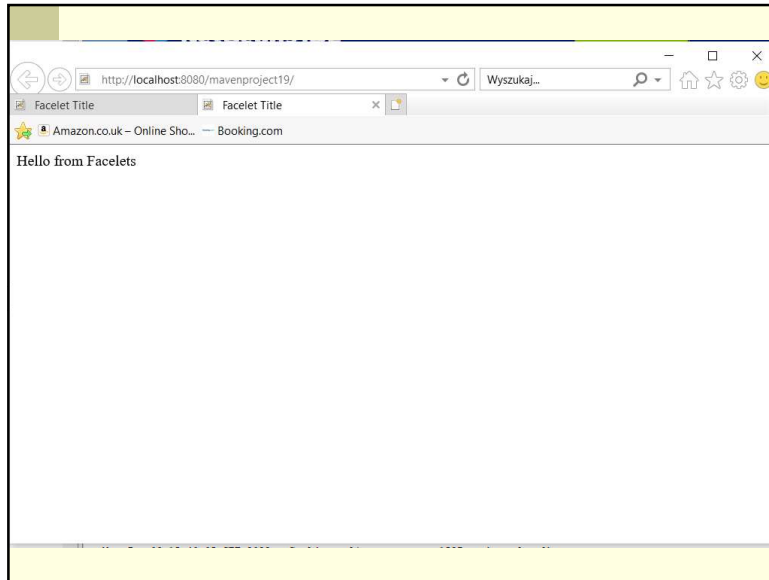 http://localhost:8080/mavenproject19/
Wyszukaj...
Facelet Title
Facelet Title
Amazon.co.uk – Online Sho...
Booking.com
Hello from Facelets